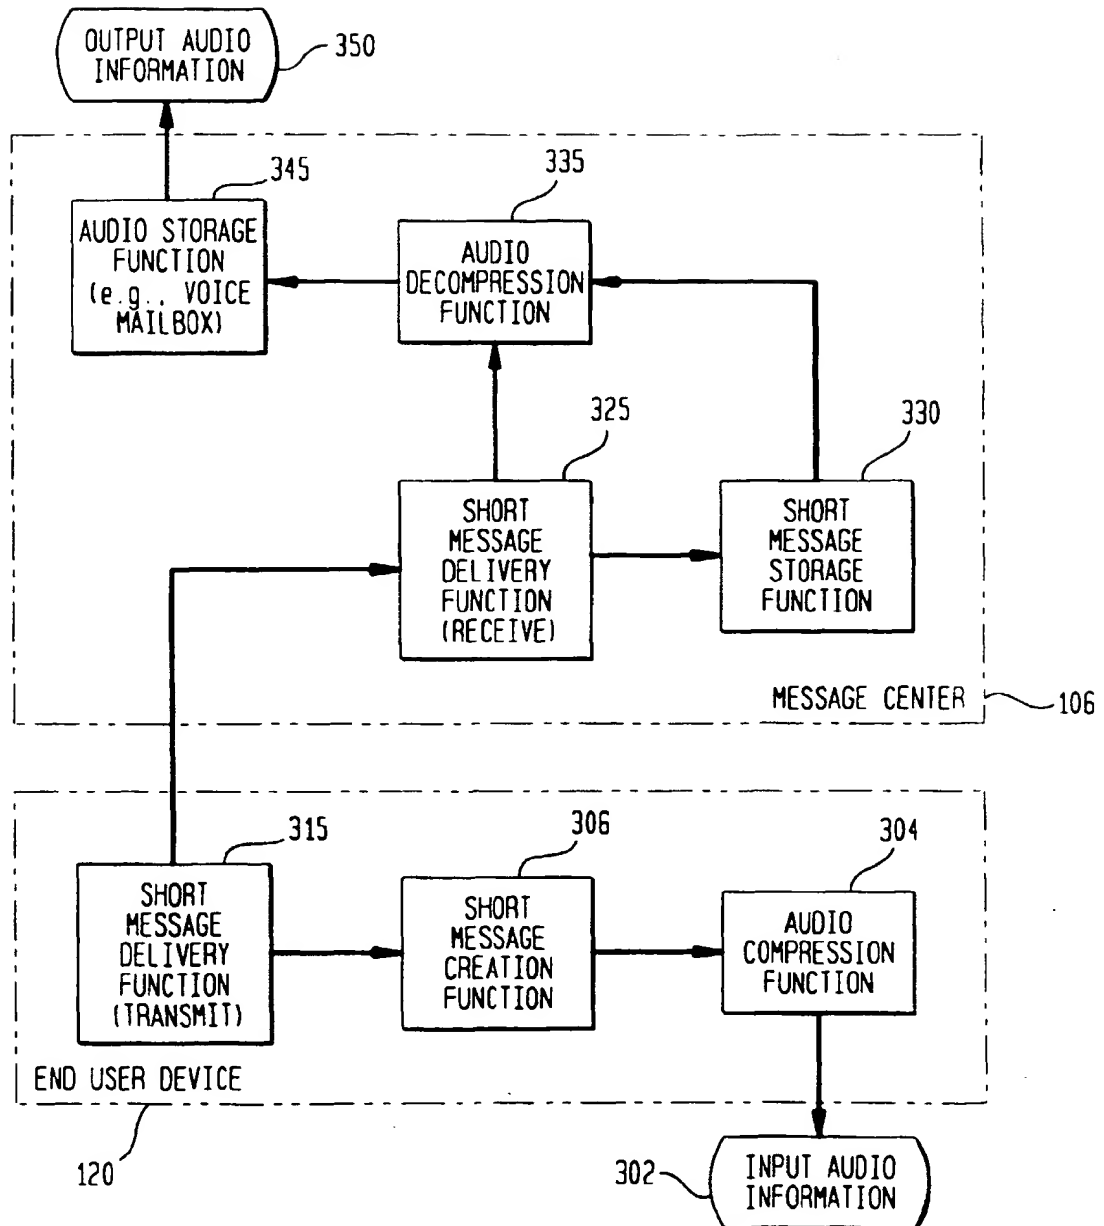 OUTPUT AUDIO
INFORMATION
350
345
335
AUDIO STORAGE
FUNCTION
(e.g., VOICE
MAILBOX)
AUDIO
DECOMPRESSION
FUNCTION
325
330
SHORT
MESSAGE
DELIVERY
FUNCTION
(RECEIVE)
SHORT
MESSAGE
STORAGE
FUNCTION
MESSAGE CENTER
106
315
306
304
SHORT
MESSAGE
DELIVERY
FUNCTION
(TRANSMIT)
SHORT
MESSAGE
CREATION
FUNCTION
AUDIO
COMPRESSION
FUNCTION
END USER DEVICE
120
302
INPUT AUDIO
INFORMATION